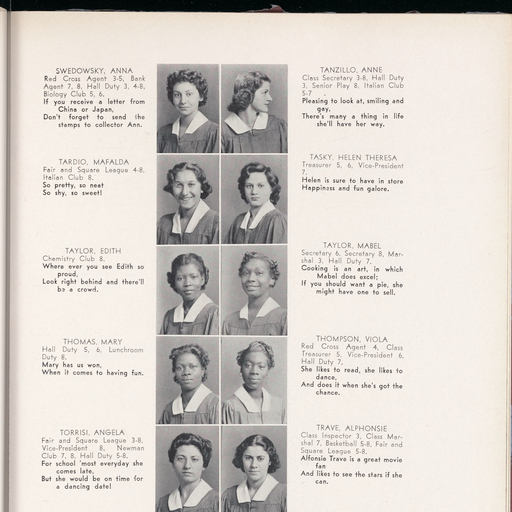 SWEDOWSKY, ANNA
Red Cross Agent 3-5, Bank
Agent 7, 8, Hall Duty 3, 4-8,
Biology Club 5, 6.
If you receive a letter from
China or Japan,
Don't forget to send the
stamps to collector Ann.
TARDIO, MAFALDA
Fair and Square League 4-8,
Italian Club 8.
So pretty, so neat
So shy, so sweet!
TAYLOR, EDITH
Chemistry Club 8.
Where ever you see Edith so
proud,
Look right behind and there'll
be a crowd.
THOMAS, MARY
Hall Duty 5, 6, Lunchroom
Duty 8.
Mary has us won,
When it comes to having fun.
TORRISI, ANGELA
Fair and Square League 3-8,
Vice-President 8, Newman
Club 7, 8, Hall Duty 5-8.
For school 'most everyday she
comes late,
But she would be on time for
a dancing date!
TANZILLO, ANNE
Class Secretary 3-8, Hall Duty
3, Senior Play 8, Italian Club
5-7
Pleasing to look at, smiling and
gay,
There's many a thing in life
she'll have her way.
TASKY, HELEN THERESA
Treasurer 5, 6, Vice-President
7.
Helen is sure to have in store
Happiness and fun galore.
TAYLOR, MABEL
Secretary 6, Secretary 8, Mar-
shal 3, Hall Duty 7.
Cooking is an art, in which
Mabel does excel;
If you should want a pie, she
might have one to sell.
THOMPSON, VIOLA
Red Cross Agent 4, Class
Treasurer 5, Vice-President 6,
Hall Duty 7.
She likes to read, she likes to
dance,
And does it when she's got the
chance.
TRAVE, ALPHONSIE
Class Inspector 3, Class Mar-
shal 7, Basketball 5-8, Fair and
Square League 5-8.
Alfonsie Trave is a great movie
fan
And likes to see the stars if she
can.